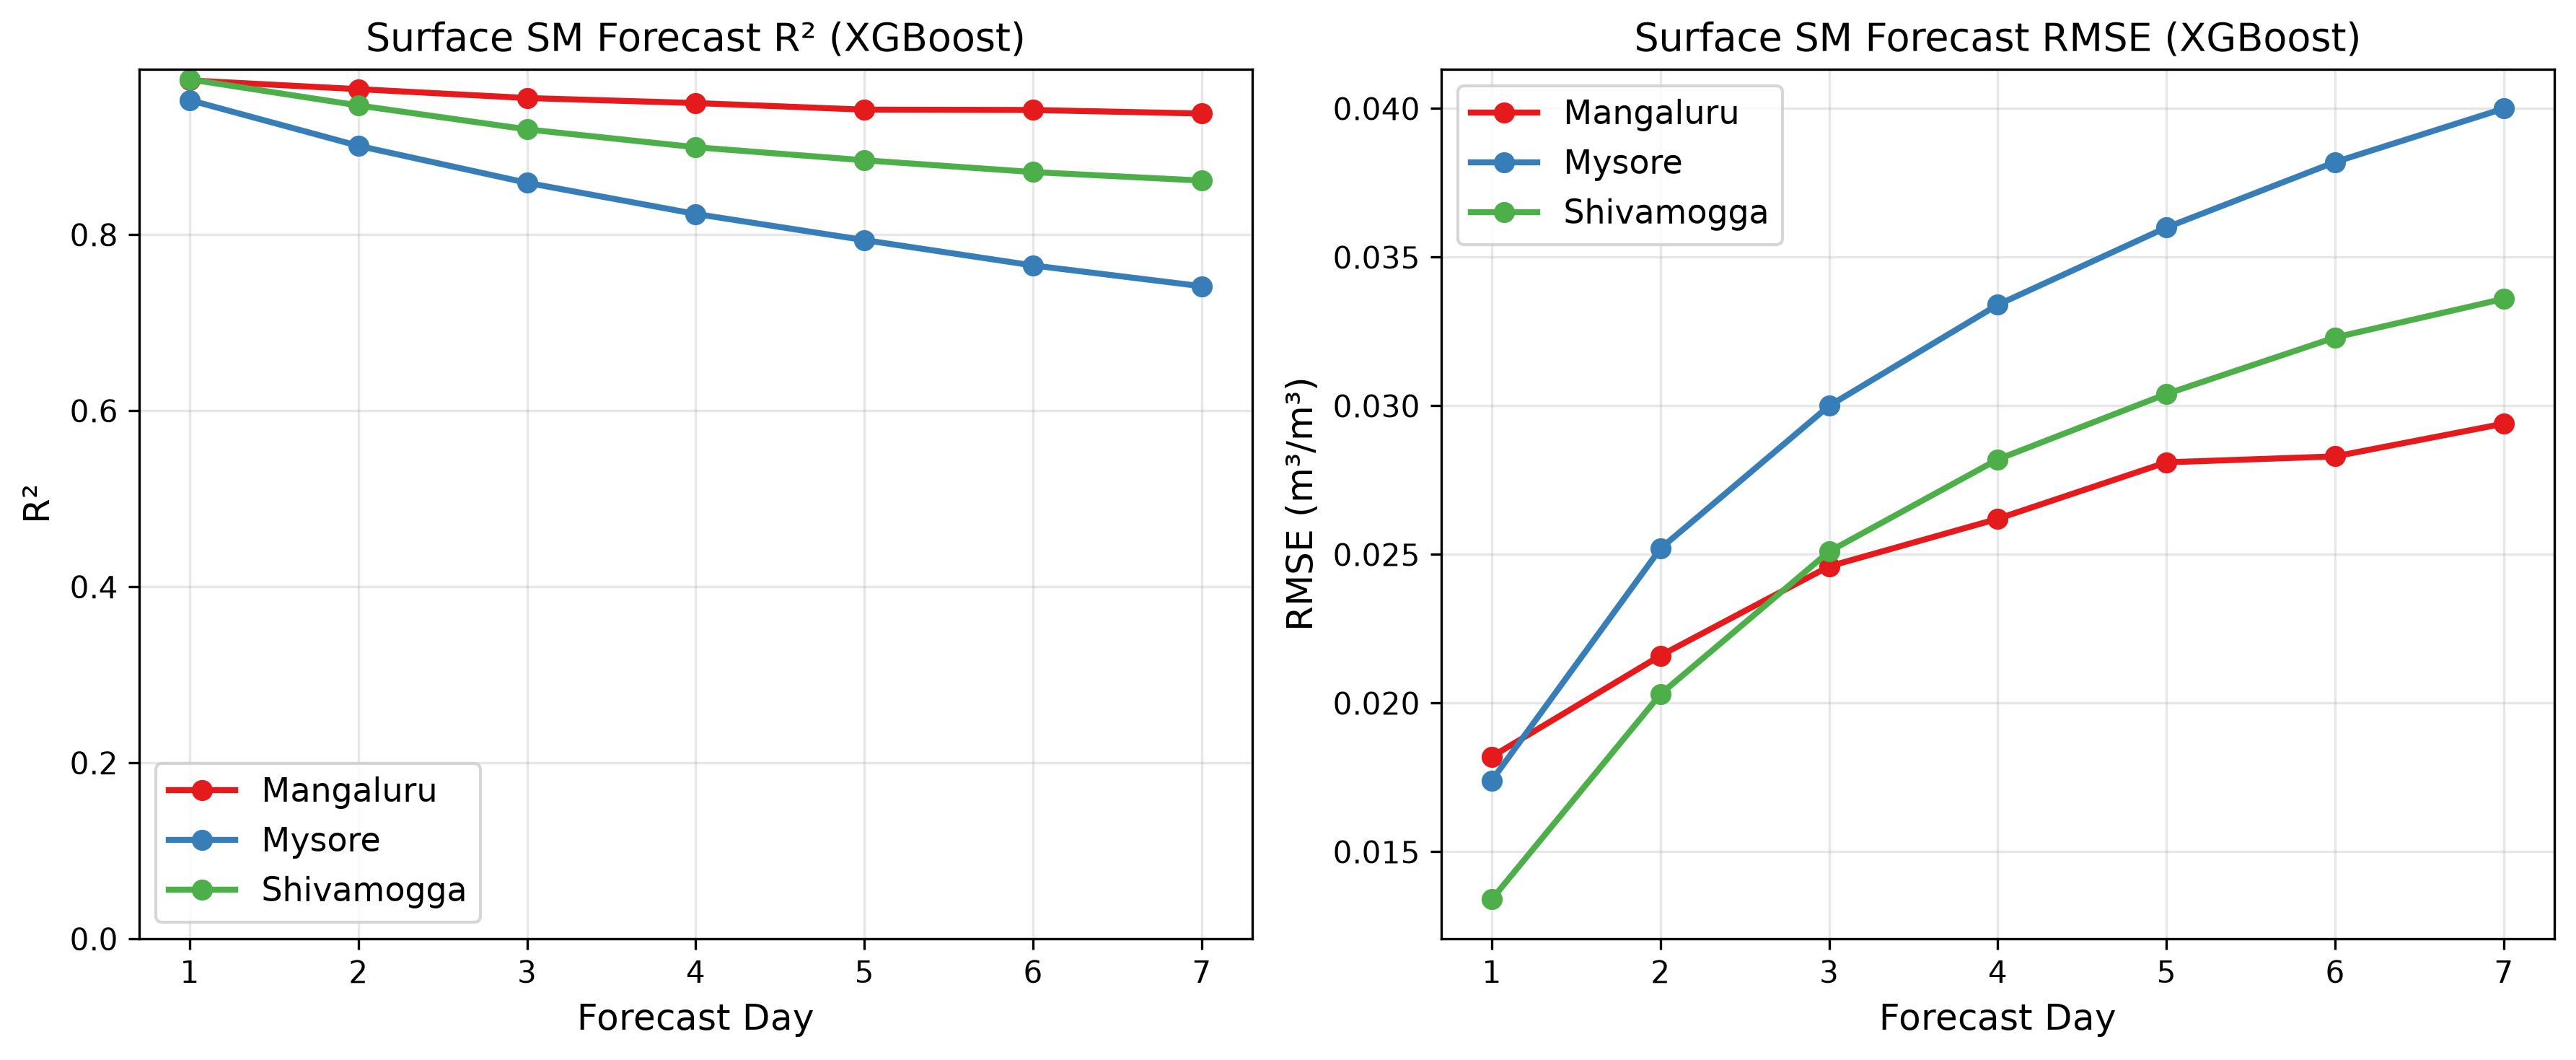 Surface SM Forecast R² (XGBoost)
R²
0.8
0.6
0.4
0.2
0.0
Mangaluru
Mysore
Shivamogga
1 2 3 4 5 6 7
Forecast Day
Surface SM Forecast RMSE (XGBoost)
RMSE (m³/m³)
0.040
0.035
0.030
0.025
0.020
0.015
Mangaluru
Mysore
Shivamogga
1 2 3 4 5 6 7
Forecast Day